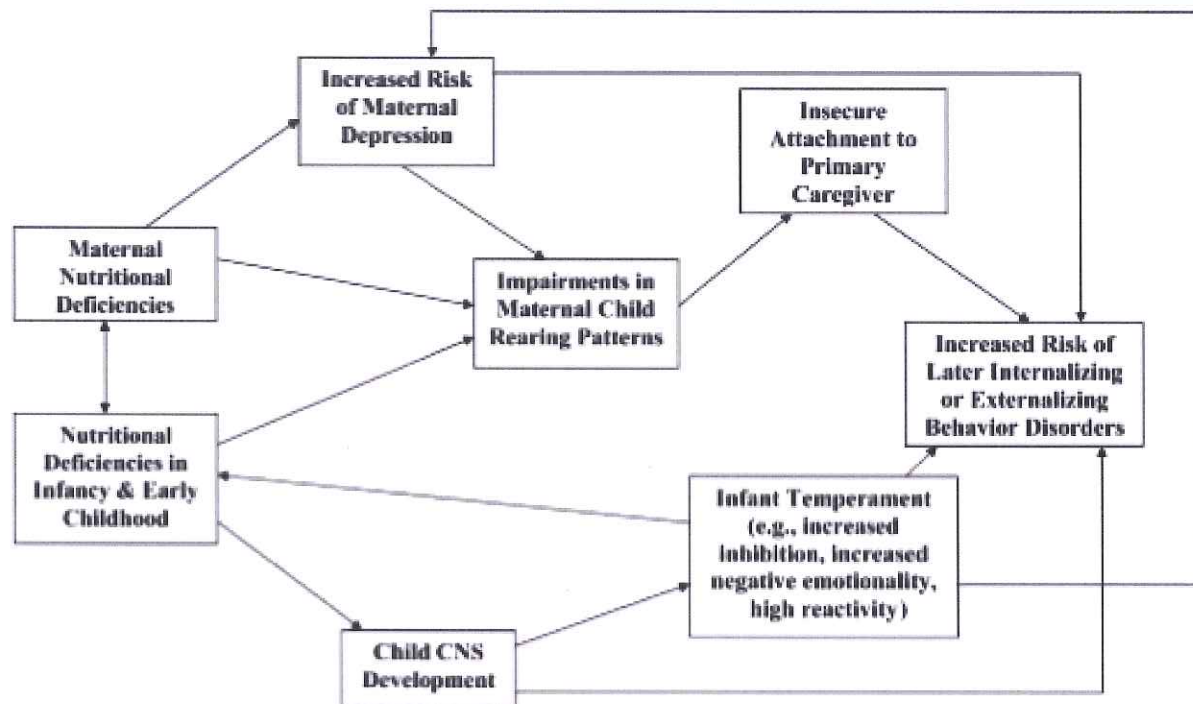 Increased Risk
of Maternal
Depression
Insecure
Attachment to
Primary
Caregiver
Maternal
Nutritional
Deficiencies
Impairments in
Maternal Child
Rearing Patterns
Increased Risk of
Later Internalizing
or Externalizing
Behavior Disorders
Nutritional
Deficiencies in
Infancy & Early
Childhood
Infant Temperament
(e.g., increased
inhibition, increased
negative emotionality,
high reactivity)
Child CNS
Development